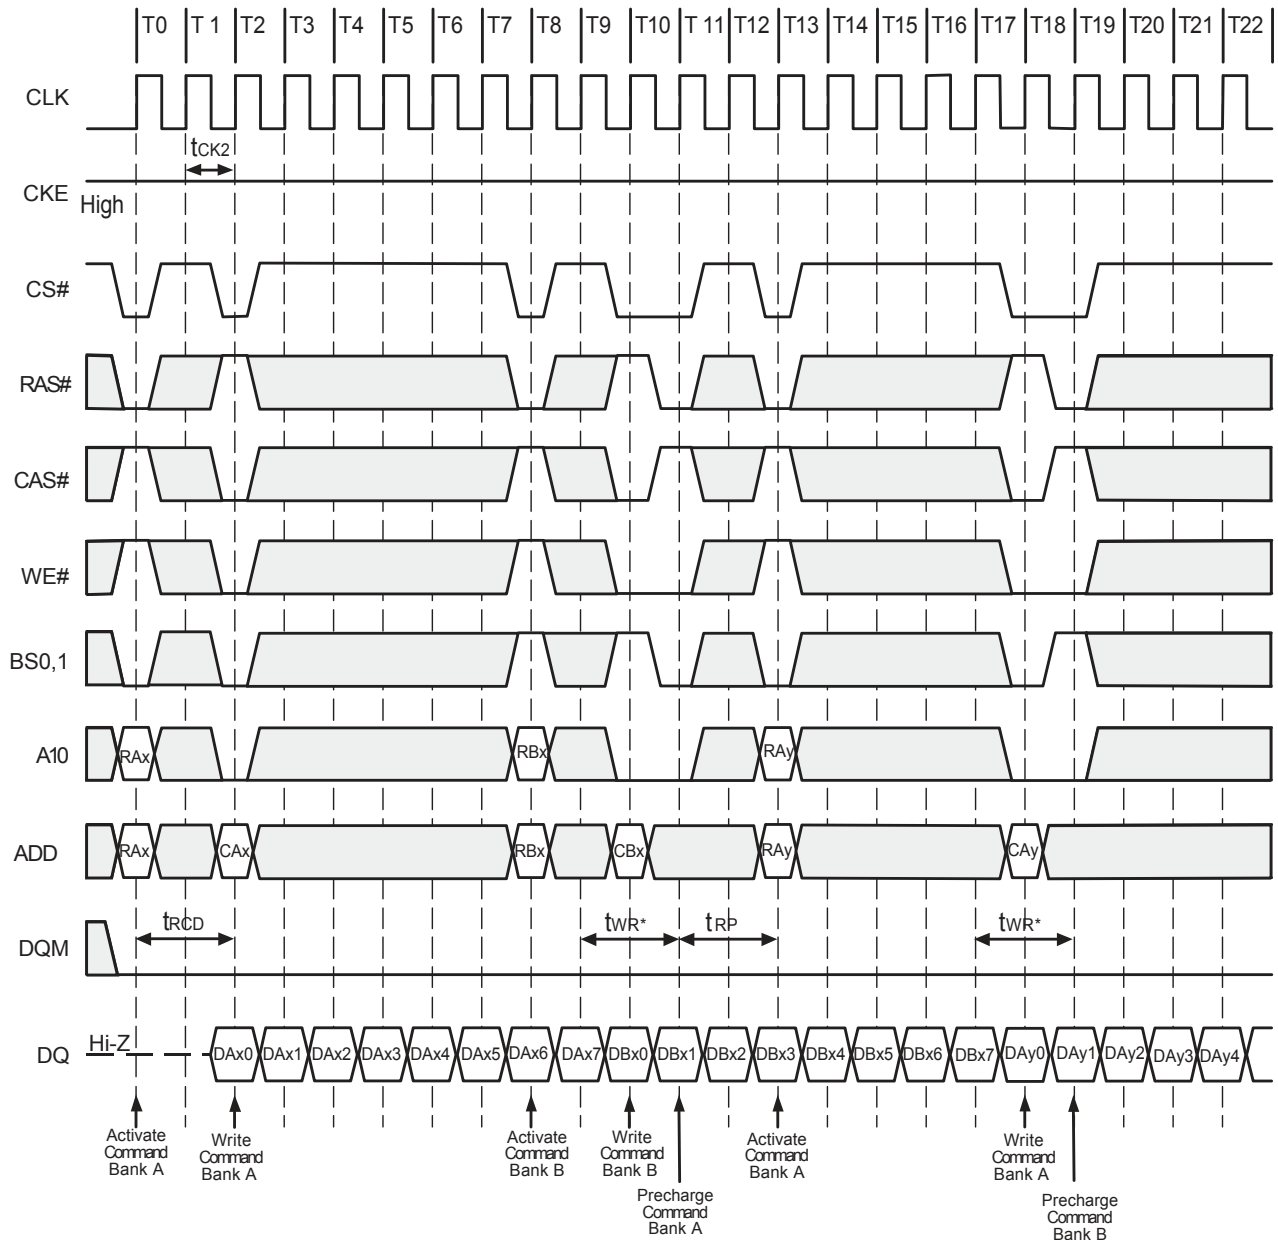 T0 T 1 T2 T3 T4 T5 T6 T7 T8 T9 T10 T 11 T12 T13 T14 T15 T16 T17 T18 T19 T20 T21 T22
CLK
tCK2
CKE
High
CS#
RAS#
CAS#
WE#
BS0,1
A10
RAx RBx RAy
ADD
RAx CAx RBx CBx RAy CAy
DQM
tRCD tWR* tRP tWR*
DQ
Hi-Z
DAx0 DAx1 DAx2 DAx3 DAx4 DAx5 DAx6 DAx7 DBx0 DBx1 DBx2 DBx3 DBx4 DBx5 DBx6 DBx7 DAy0 DAy1 DAy2 DAy3 DAy4
Activate
Command
Bank A
Write
Command
Bank A
Activate
Command
Bank B
Write
Command
Bank B
Precharge
Command
Bank A
Activate
Command
Bank A
Write
Command
Bank A
Precharge
Command
Bank B